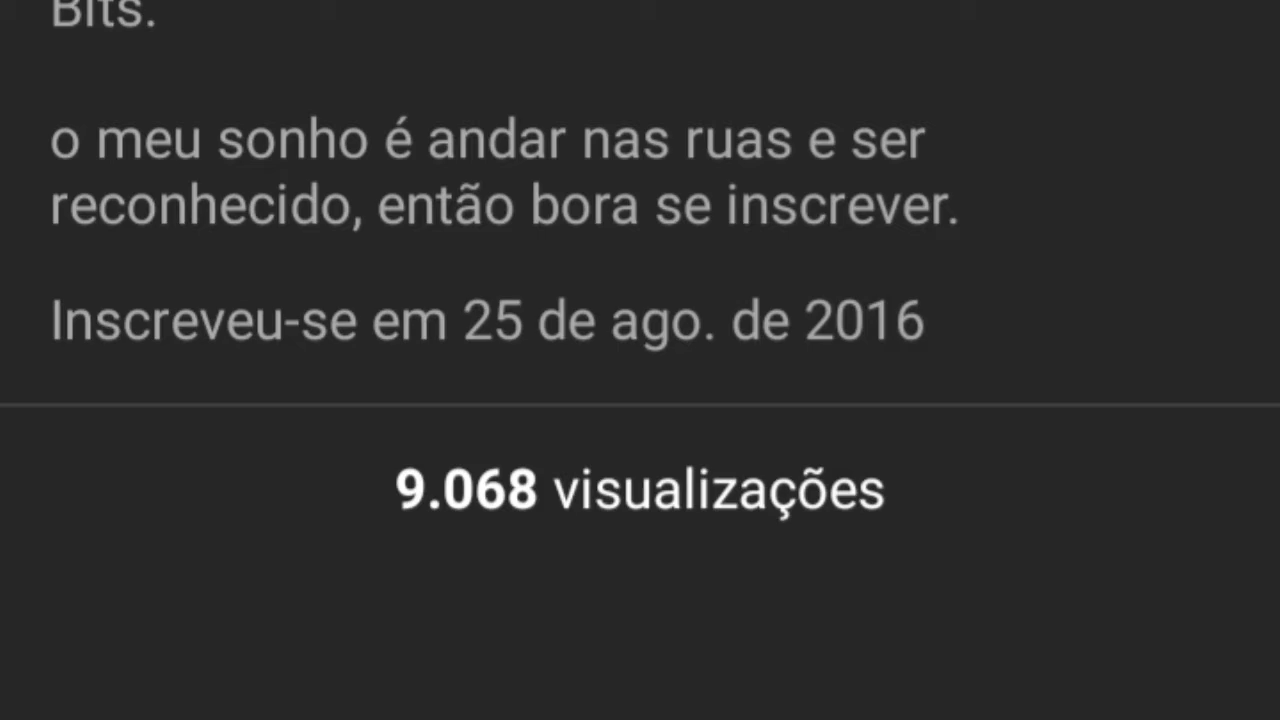 Bits.
o meu sonho é andar nas ruas e ser
reconhecido, então bora se inscrever.
Inscreveu-se em 25 de ago. de 2016
9.068 visualizações